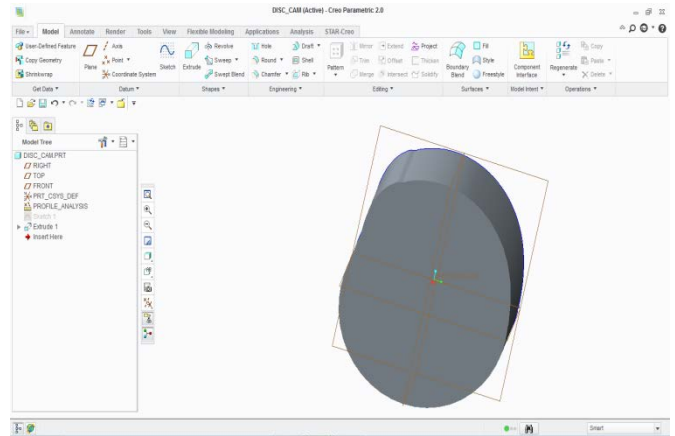 DISC_CAM (Active) - Creo Parametric 2.0
File Model Annotate Render Tools View Flexible Modeling Applications Analysis STAR-Creo
User-Defined Feature
Copy Geometry
Shrinkwrap
Get Data
Plane
Axis
Point
Coordinate System
Datum
Sketch
Extrude
Revolve
Sweep
Swept Blend
Shapes
Hole
Round
Chamfer
Draft
Shell
Rib
Engineering
Pattern
Mirror
Trim
Merge
Extend
Offset
Intersect
Project
Thicken
Solidify
Editing
Boundary
Blend
Fill
Style
Freestyle
Surfaces
Component
Interface
Model Intent
Regenerate
Copy
Paste
Delete
Operations
Model Tree
DISC_CAM.PRT
RIGHT
TOP
FRONT
PRT_CSYS_DEF
PROFILE_ANALYSIS
Sketch 1
Extrude 1
Insert Here
Smart